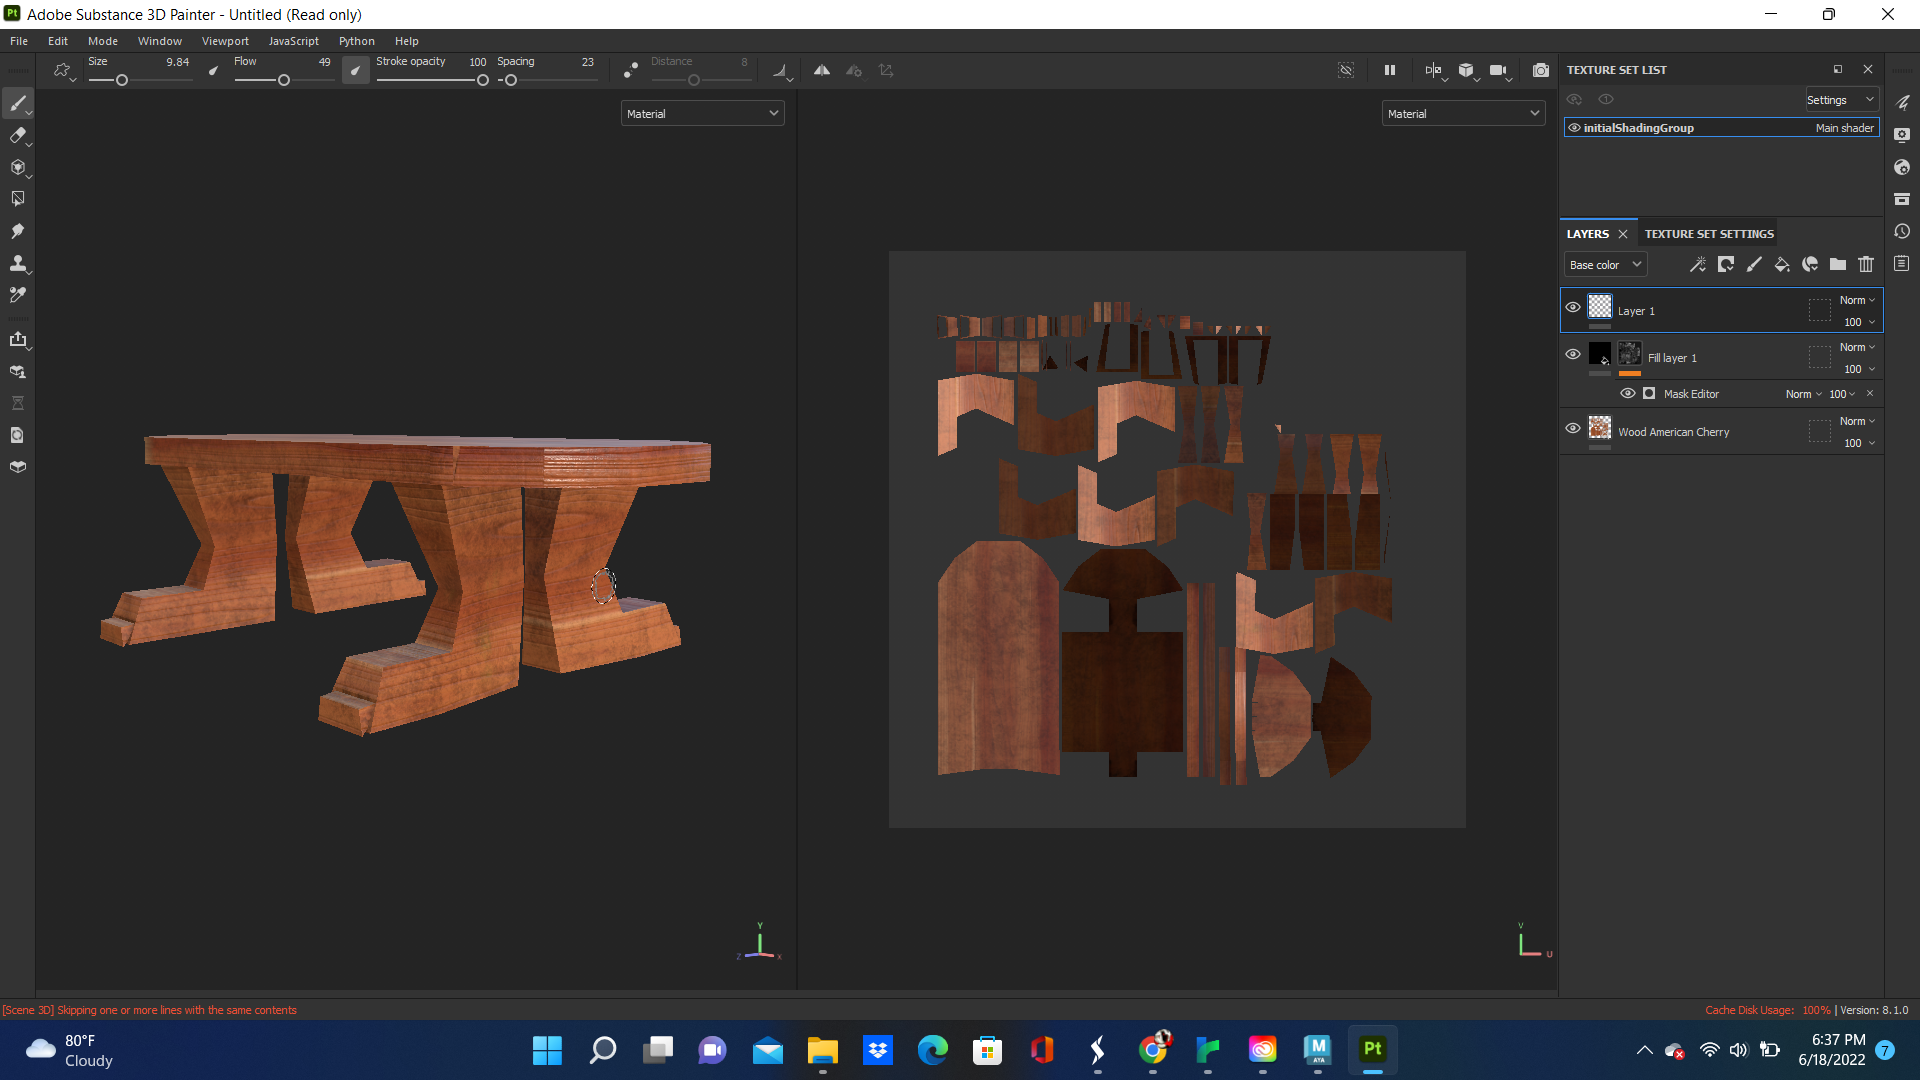 Pt Adobe Substance 3D Painter - Untitled (Read only)
File Edit Mode Window Viewport JavaScript Python Help
Size 9.84 Flow 49 Stroke opacity 100 Spacing 23 Distance 8
Material
Material
TEXTURE SET LIST
Settings
initialShadingGroup Main shader
LAYERS TEXTURE SET SETTINGS
Base color
Layer 1 Norm
100
Fill layer 1 Norm
100
Mask Editor Norm 100
Wood American Cherry Norm
100
Y
Z X
V
U
[Scene 3D] Skipping one or more lines with the same contents
Cache Disk Usage: 100% | Version: 8.1.0
80°F
Cloudy
M
AYA
Pt
6:37 PM
6/18/2022
7